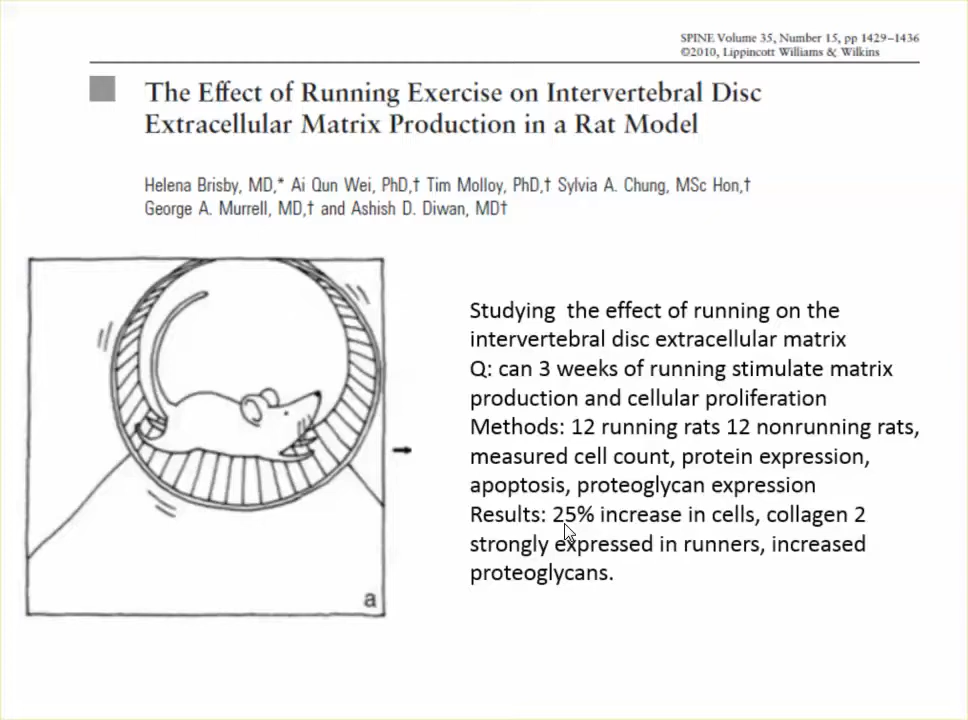 SPINE Volume 35, Number 15, pp 1429–1436
©2010, Lippincott Williams & Wilkins
The Effect of Running Exercise on Intervertebral Disc
Extracellular Matrix Production in a Rat Model
Helena Brisby, MD,* Ai Qun Wei, PhD,† Tim Molloy, PhD,† Sylvia A. Chung, MSc Hon,†
George A. Murrell, MD,† and Ashish D. Diwan, MD†
Studying  the effect of running on the
intervertebral disc extracellular matrix
Q: can 3 weeks of running stimulate matrix
production and cellular proliferation
Methods: 12 running rats 12 nonrunning rats,
measured cell count, protein expression,
apoptosis, proteoglycan expression
Results: 25% increase in cells, collagen 2
strongly expressed in runners, increased
proteoglycans.
a